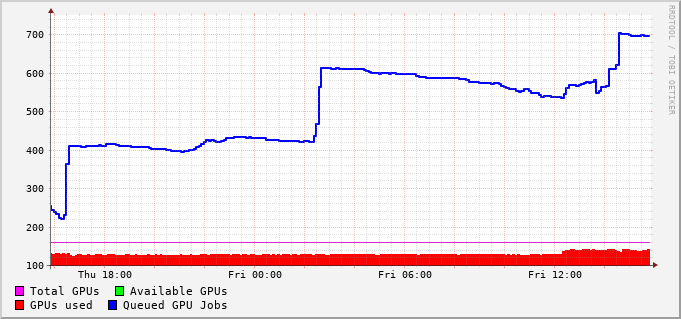 700
600
500
400
300
200
100
Thu 18:00 Fri 00:00 Fri 06:00 Fri 12:00
Total GPUs Available GPUs
GPUs used Queued GPU Jobs
RRDTOOL / TOBI OETIKER